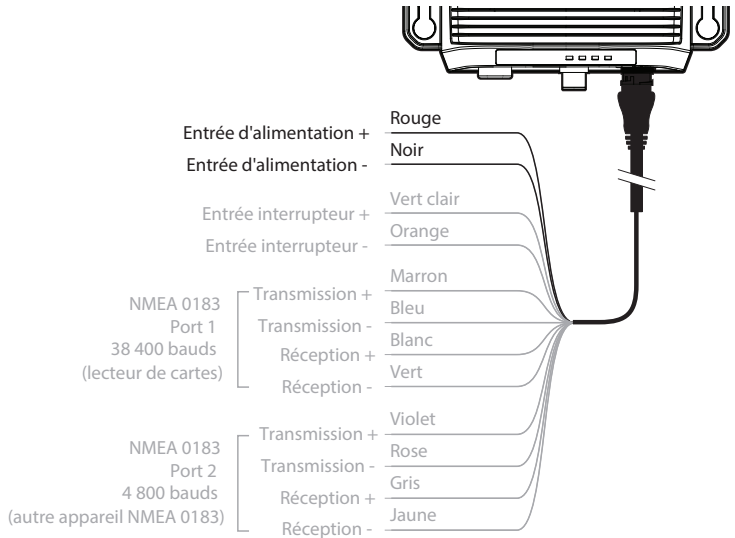 Entrée d'alimentation + Rouge
Entrée d'alimentation - Noir
Entrée interrupteur + Vert clair
Entrée interrupteur - Orange
NMEA 0183
Port 1
38 400 bauds
(lecteur de cartes)
Transmission + Marron
Transmission - Bleu
Réception + Blanc
Réception - Vert
NMEA 0183
Port 2
4 800 bauds
(autre appareil NMEA 0183)
Transmission + Violet
Transmission - Rose
Réception + Gris
Réception - Jaune